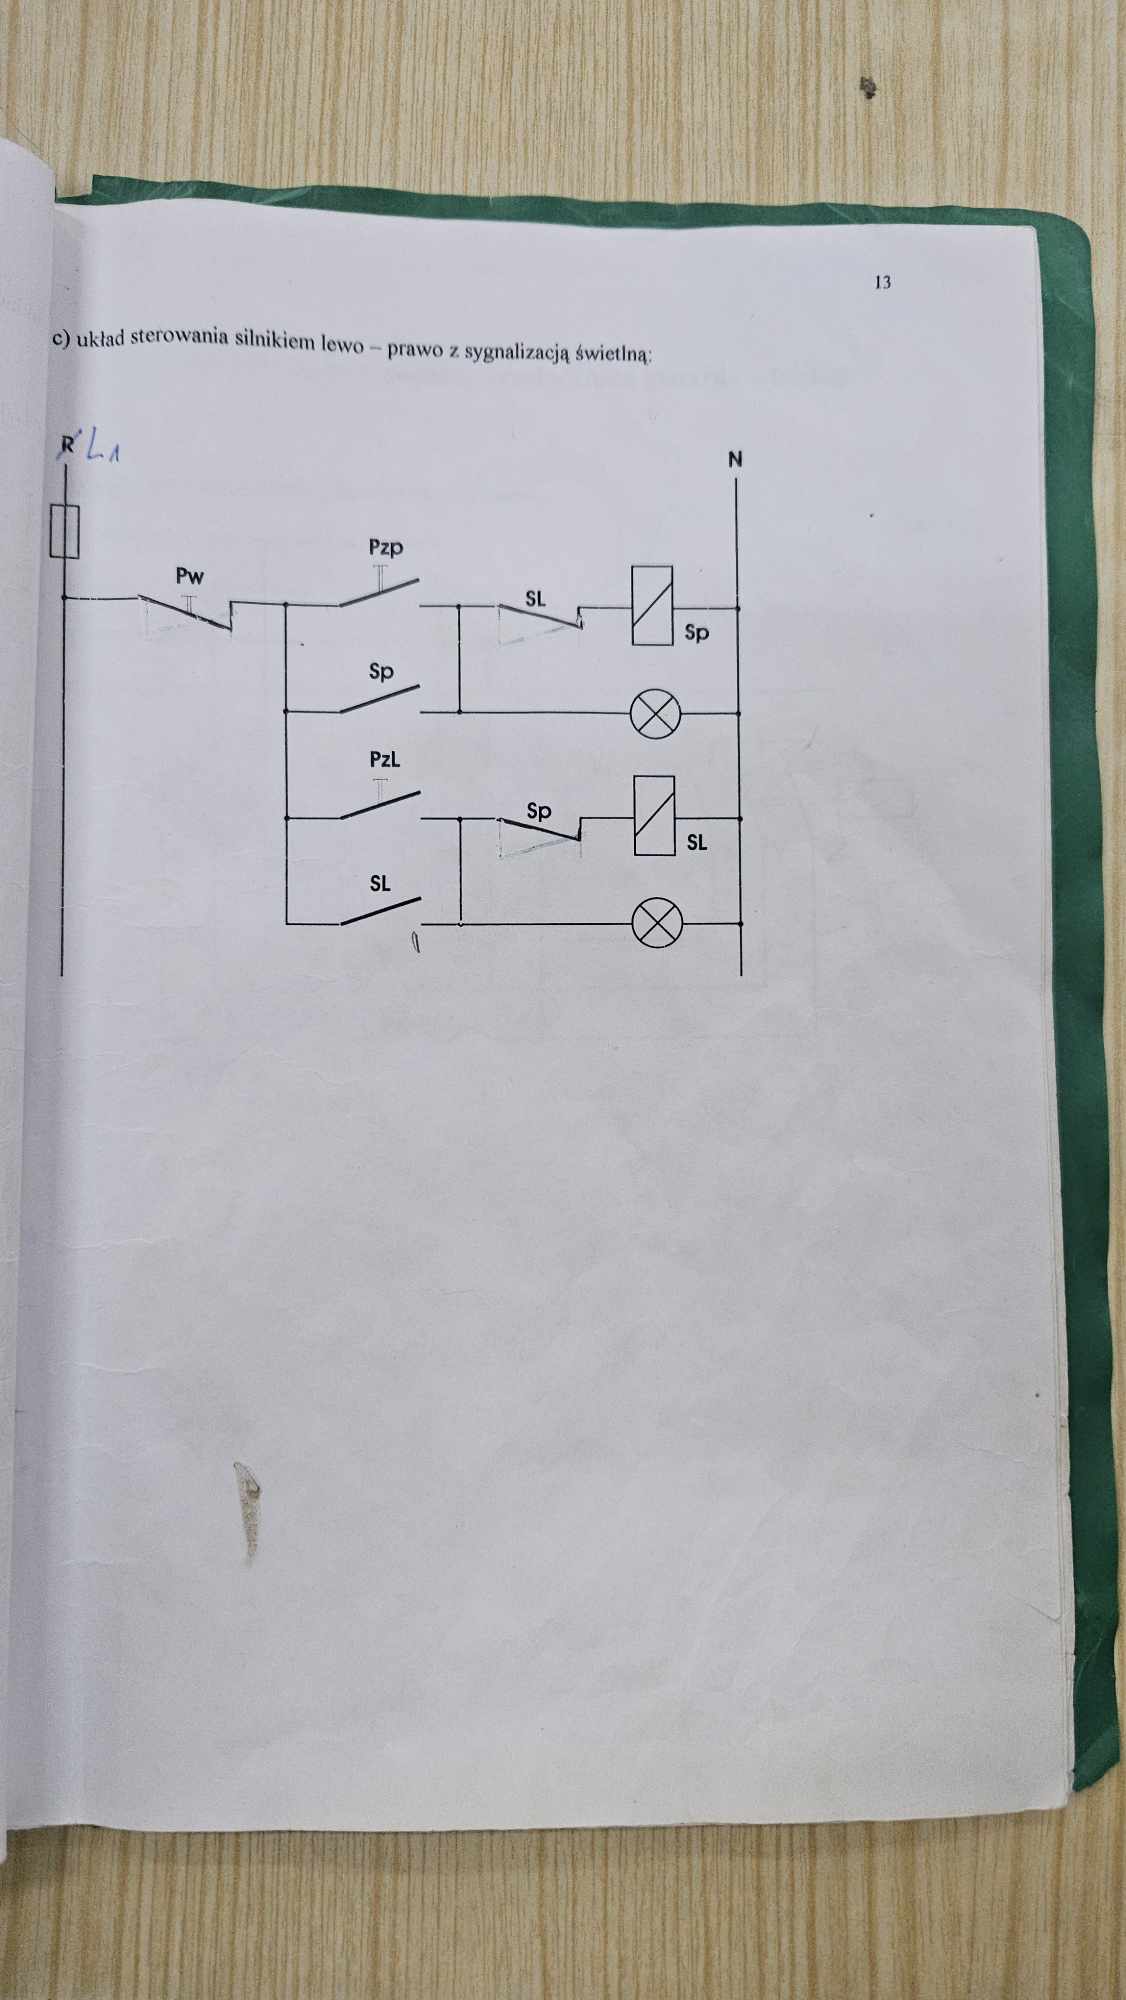 13
c) układ sterowania silnikiem lewo – prawo z sygnalizacją świetlną:
R L1
N
Pzp
Pw
SL
Sp
Sp
PzL
Sp
SL
SL